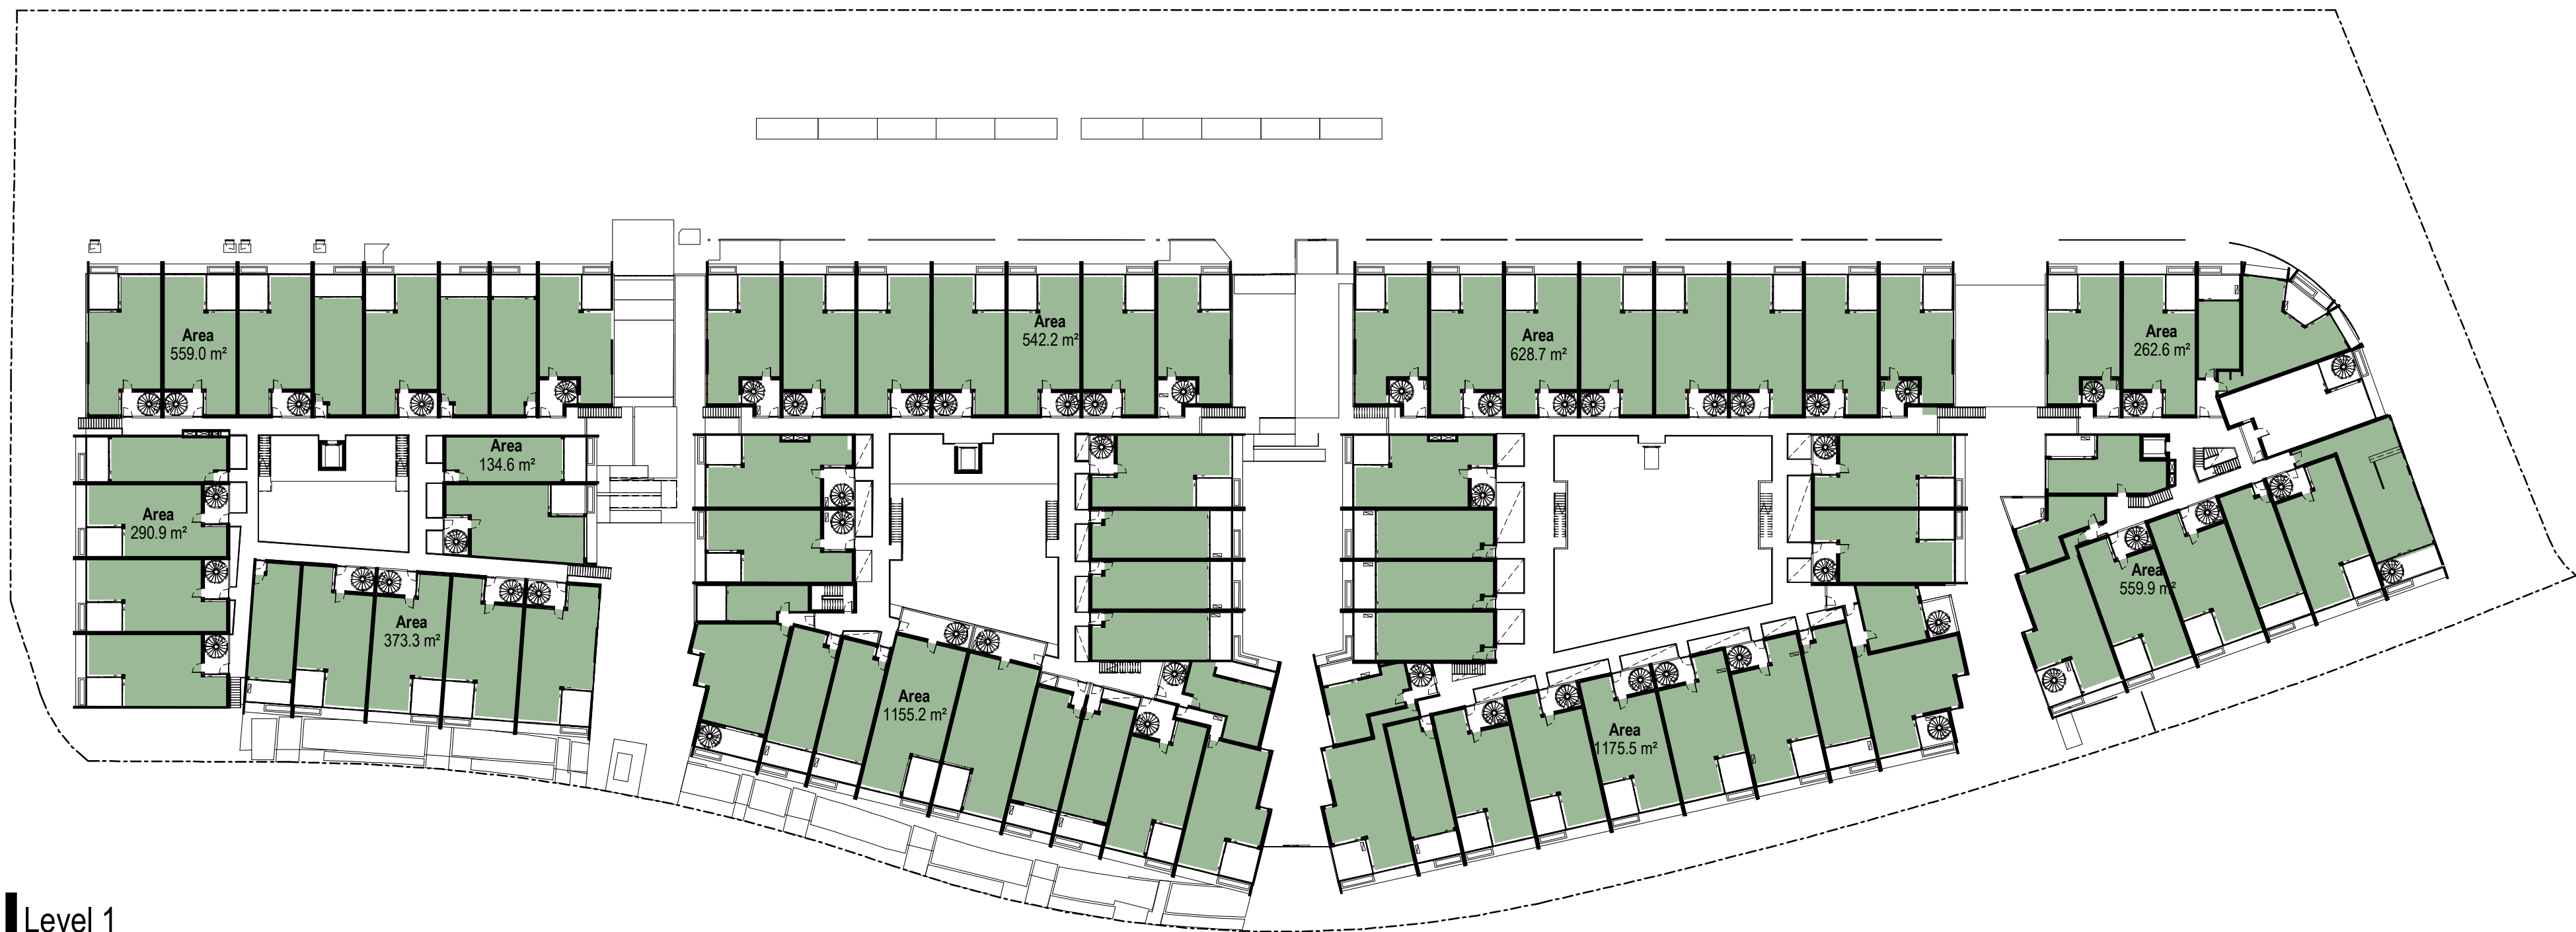 Area
559.0 m²
Area
542.2 m²
Area
628.7 m²
Area
262.6 m²
Area
134.6 m²
Area
290.9 m²
Area
373.3 m²
Area
1155.2 m²
Area
1175.5 m²
Area
559.9 m²
Level 1